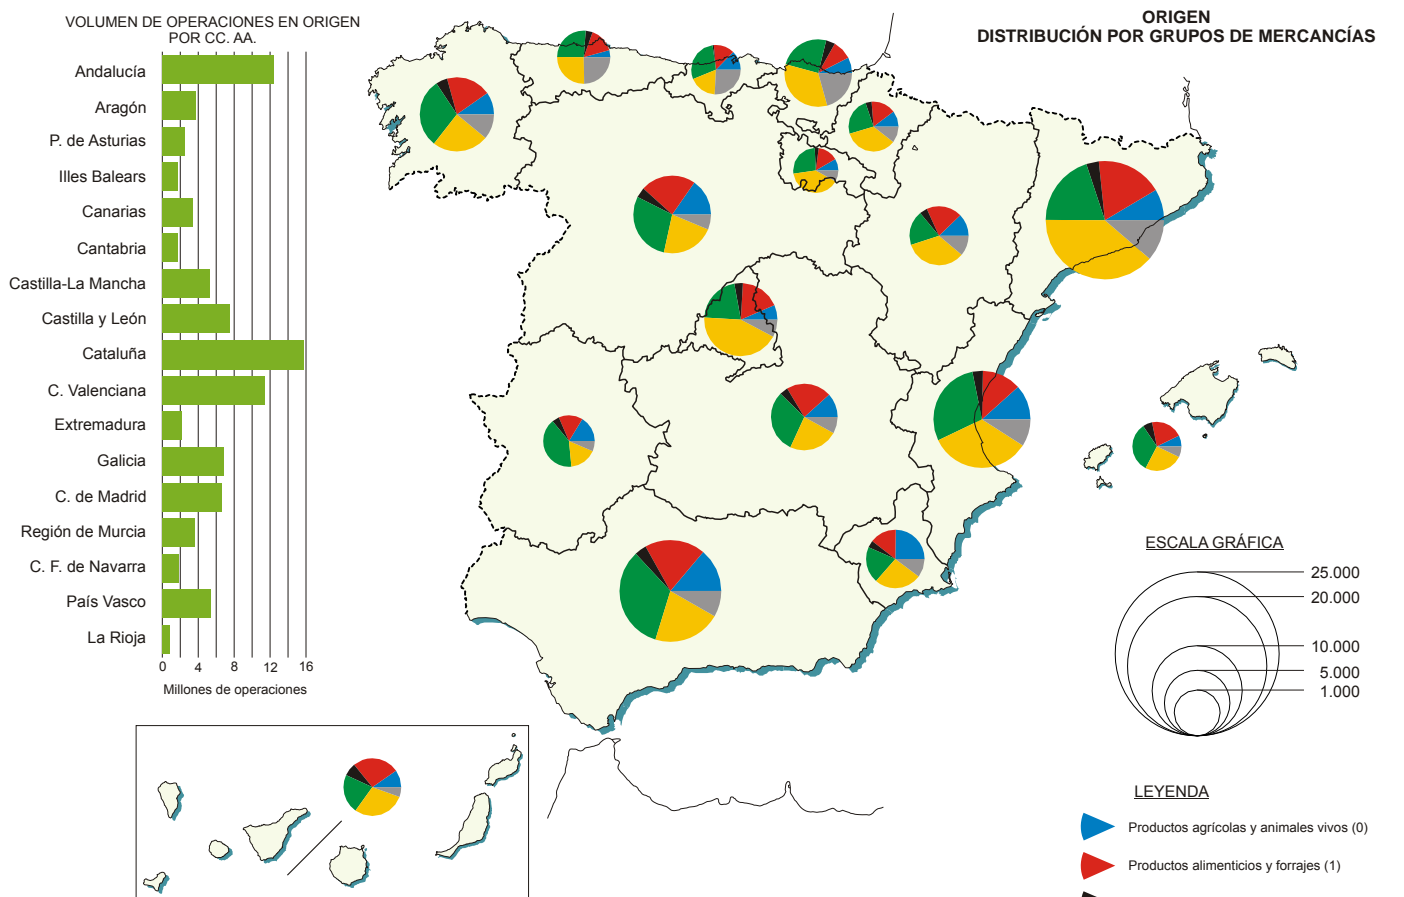 VOLUMEN DE OPERACIONES EN ORIGEN
POR CC. AA.
Andalucía
Aragón
P. de Asturias
Illes Balears
Canarias
Cantabria
Castilla-La Mancha
Castilla y León
Cataluña
C. Valenciana
Extremadura
Galicia
C. de Madrid
Región de Murcia
C. F. de Navarra
País Vasco
La Rioja
0 4 8 12 16
Millones de operaciones
ORIGEN
DISTRIBUCIÓN POR GRUPOS DE MERCANCÍAS
ESCALA GRÁFICA
25.000
20.000
10.000
5.000
1.000
LEYENDA
Productos agrícolas y animales vivos (0)
Productos alimenticios y forrajes (1)